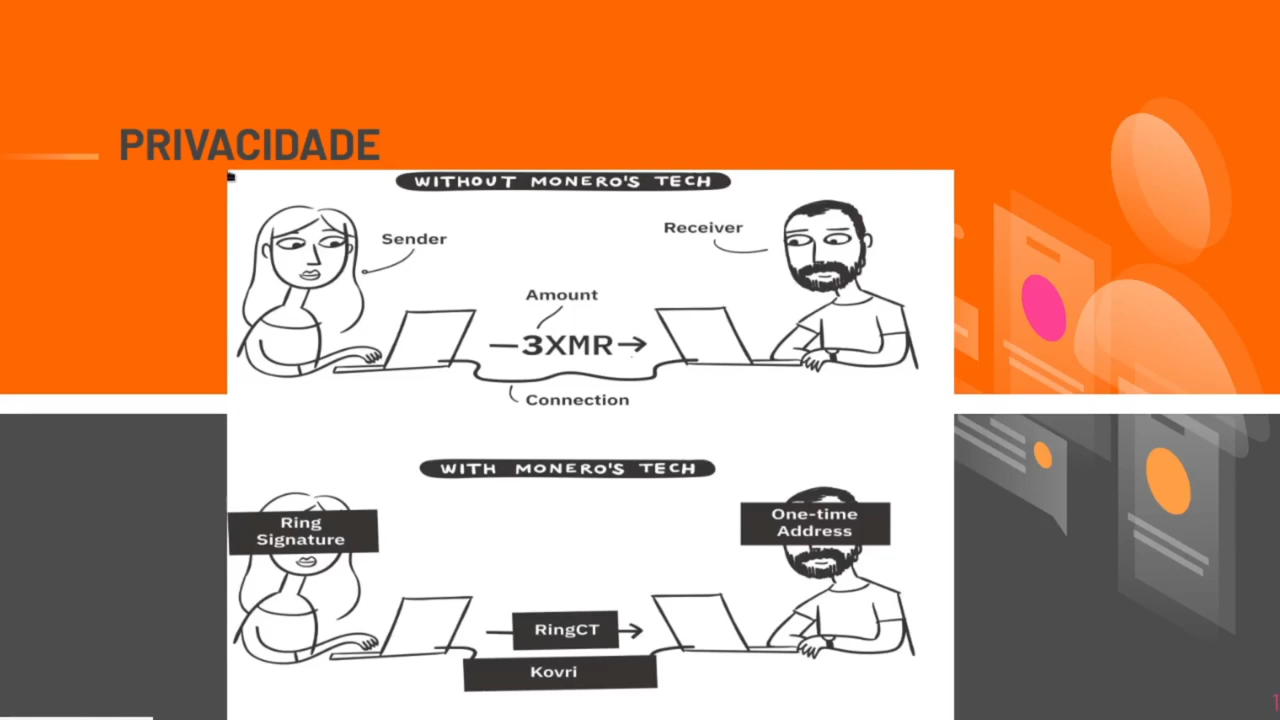 PRIVACIDADE
WITHOUT MONERO'S TECH
Sender
Receiver
Amount
3XMR
Connection
WITH MONERO'S TECH
Ring
Signature
One-time
Address
RingCT
Kovri